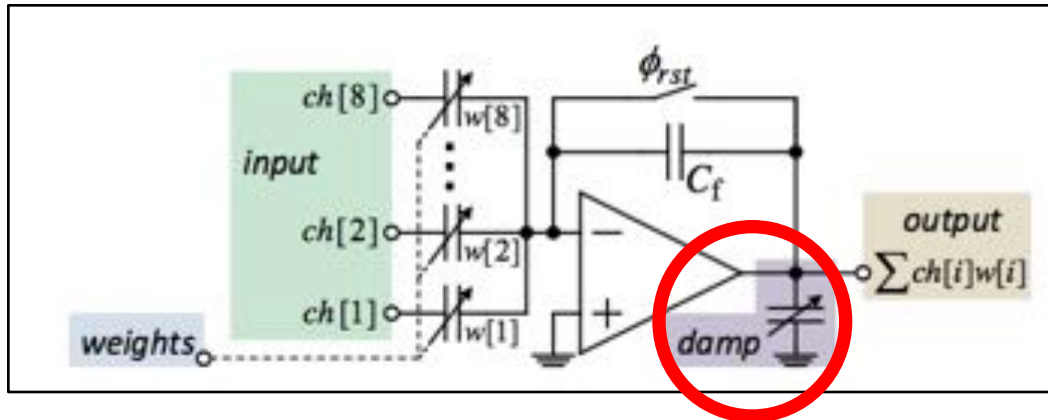 ϕrst
ch[8]
w[8]
input
Cf
ch[2]
w[2]
output
∑ch[i]w[i]
ch[1]
w[1]
weights
damp